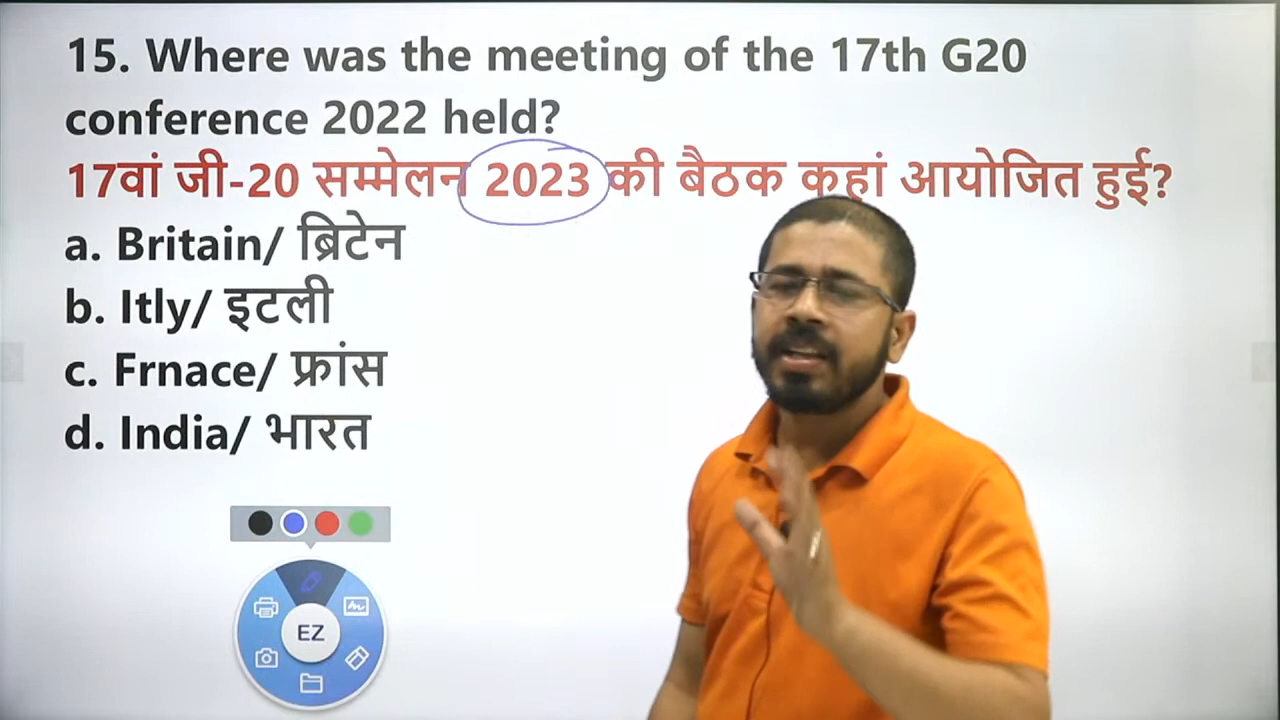 15. Where was the meeting of the 17th G20
conference 2022 held?
17वां जी-20 सम्मेलन 2023 की बैठक कहां आयोजित हुई?
a. Britain/ ब्रिटेन
b. Itly/ इटली
c. Frnace/ फ्रांस
d. India/ भारत
EZ